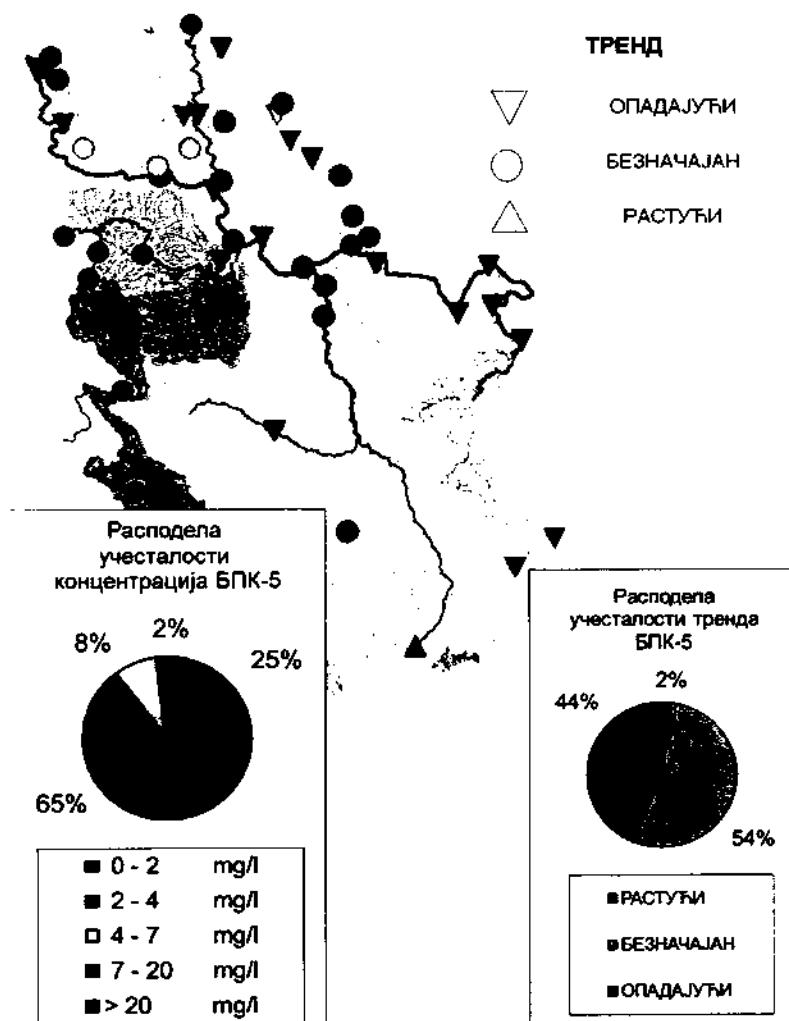 ТРЕНД
ОПАДАЈУЋИ
БЕЗНАЧАЈАН
РАСТУЋИ
Расподела
учесталости
концентрација БПК-5
2%
8%
25%
65%
0 - 2 mg/l
2 - 4 mg/l
4 - 7 mg/l
7 - 20 mg/l
> 20 mg/l
Расподела
учесталости тренда
БПК-5
2%
44%
54%
РАСТУЋИ
БЕЗНАЧАЈАН
ОПАДАЈУЋИ